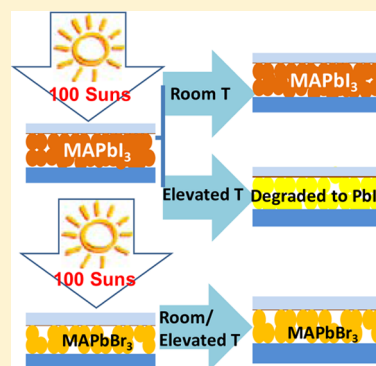 100 Suns
MAPbI₃
Room T
MAPbI₃
Elevated T
Degraded to PbI
100 Suns
MAPbBr₃
Room/
Elevated T
MAPbBr₃